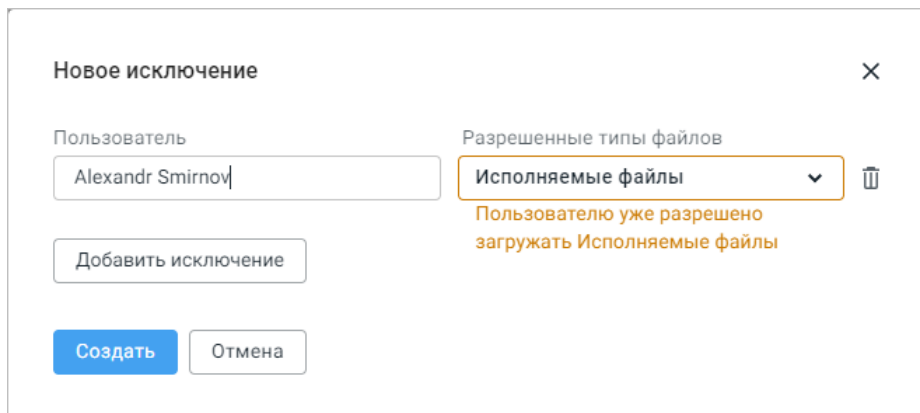 Новое исключение
Пользователь
Разрешенные типы файлов
Alexandr Smirnov
Исполняемые файлы
Пользователю уже разрешено
загружать Исполняемые файлы
Добавить исключение
Создать
Отмена